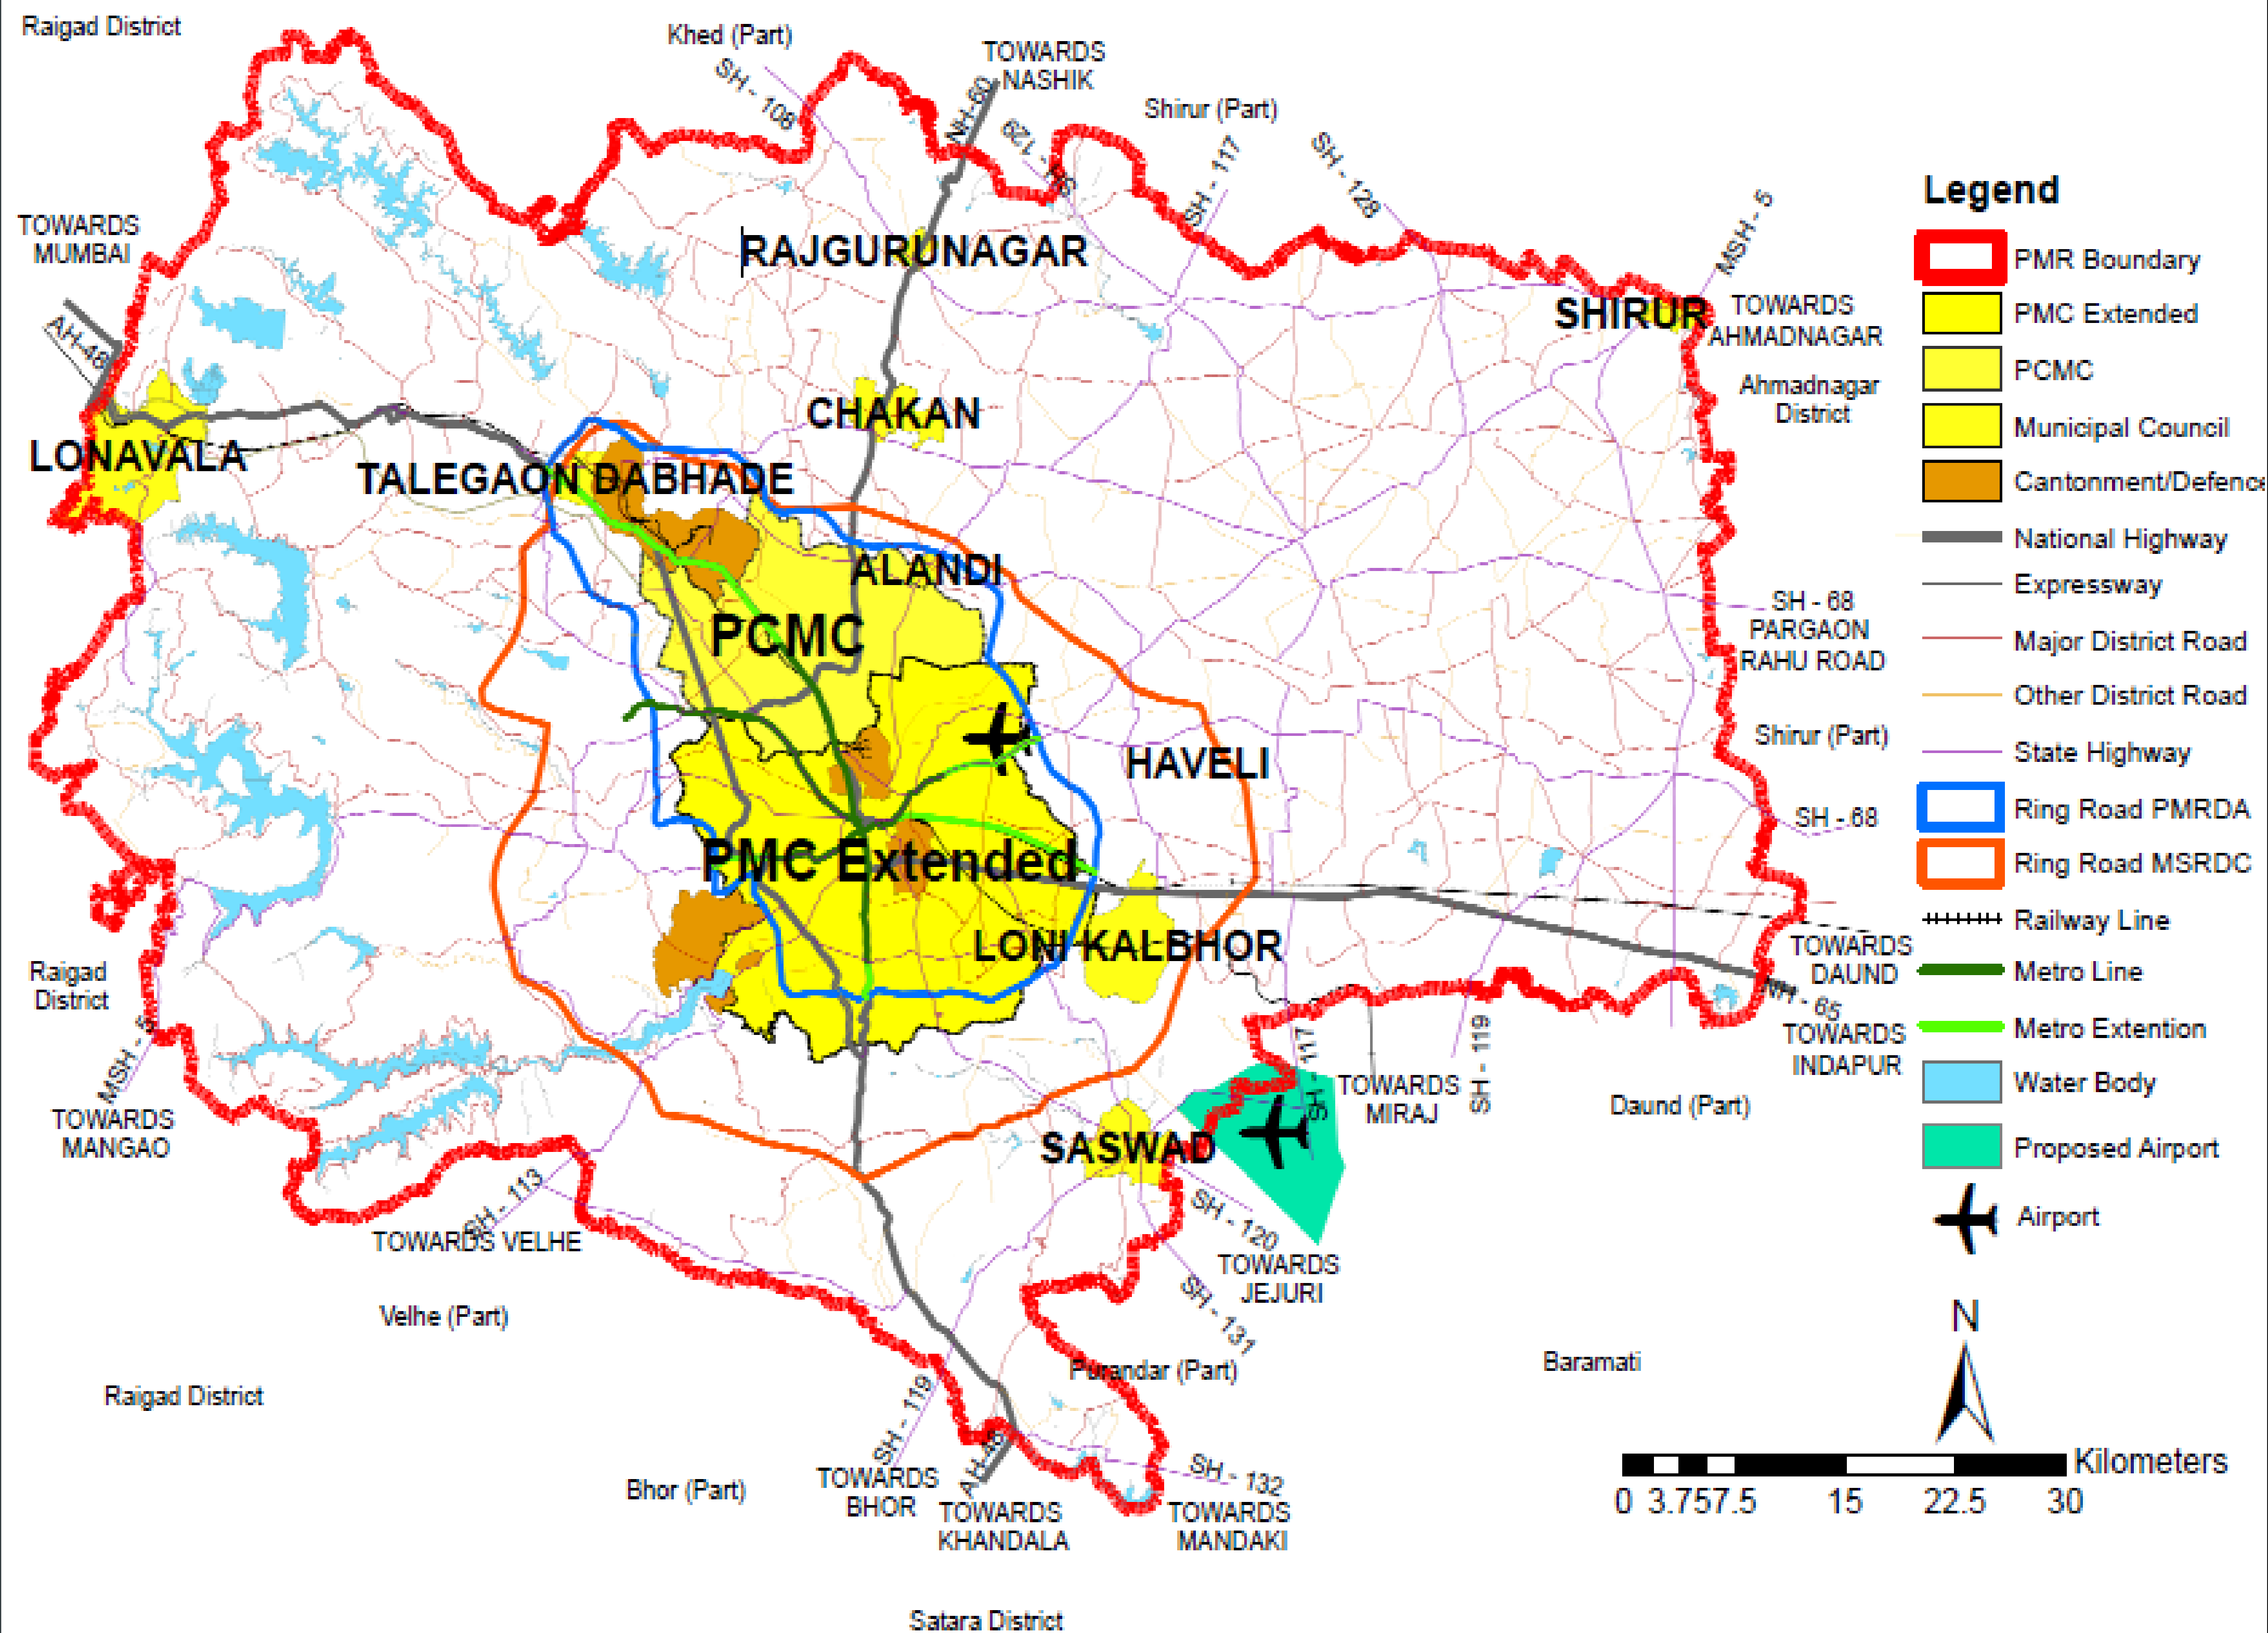 Raigad District
Khed (Part)
TOWARDS
NASHIK
SH - 108
NH-60
Shirur (Part)
SH - 129
SH - 117
SH - 128
MSH - 5
TOWARDS
MUMBAI
AH-48
RAJGURUNAGAR
SHIRUR
TOWARDS
AHMADNAGAR
Ahmadnagar
District
CHAKAN
LONAVALA
TALEGAON DABHADE
ALANDI
PCMC
SH - 68
PARGAON
RAHU ROAD
Shirur (Part)
HAVELI
SH - 68
PMC Extended
LONI KALBHOR
TOWARDS
DAUND
NH - 65
TOWARDS
INDAPUR
Raigad
District
MSH - 5
TOWARDS
MANGAO
SH - 117
TOWARDS
MIRAJ
SH - 119
Daund (Part)
SASWAD
SH - 120
TOWARDS
JEJURI
SH - 131
SH - 113
TOWARDS VELHE
Velhe (Part)
Purandar (Part)
Baramati
Raigad District
SH - 119
AH-48
Bhor (Part)
TOWARDS
BHOR
TOWARDS
KHANDALA
SH - 132
TOWARDS
MANDAKI
Satara District
Legend
PMR Boundary
PMC Extended
PCMC
Municipal Council
Cantonment/Defence
National Highway
Expressway
Major District Road
Other District Road
State Highway
Ring Road PMRDA
Ring Road MSRDC
Railway Line
Metro Line
Metro Extention
Water Body
Proposed Airport
Airport
N
Kilometers
0 3.757.5 15 22.5 30